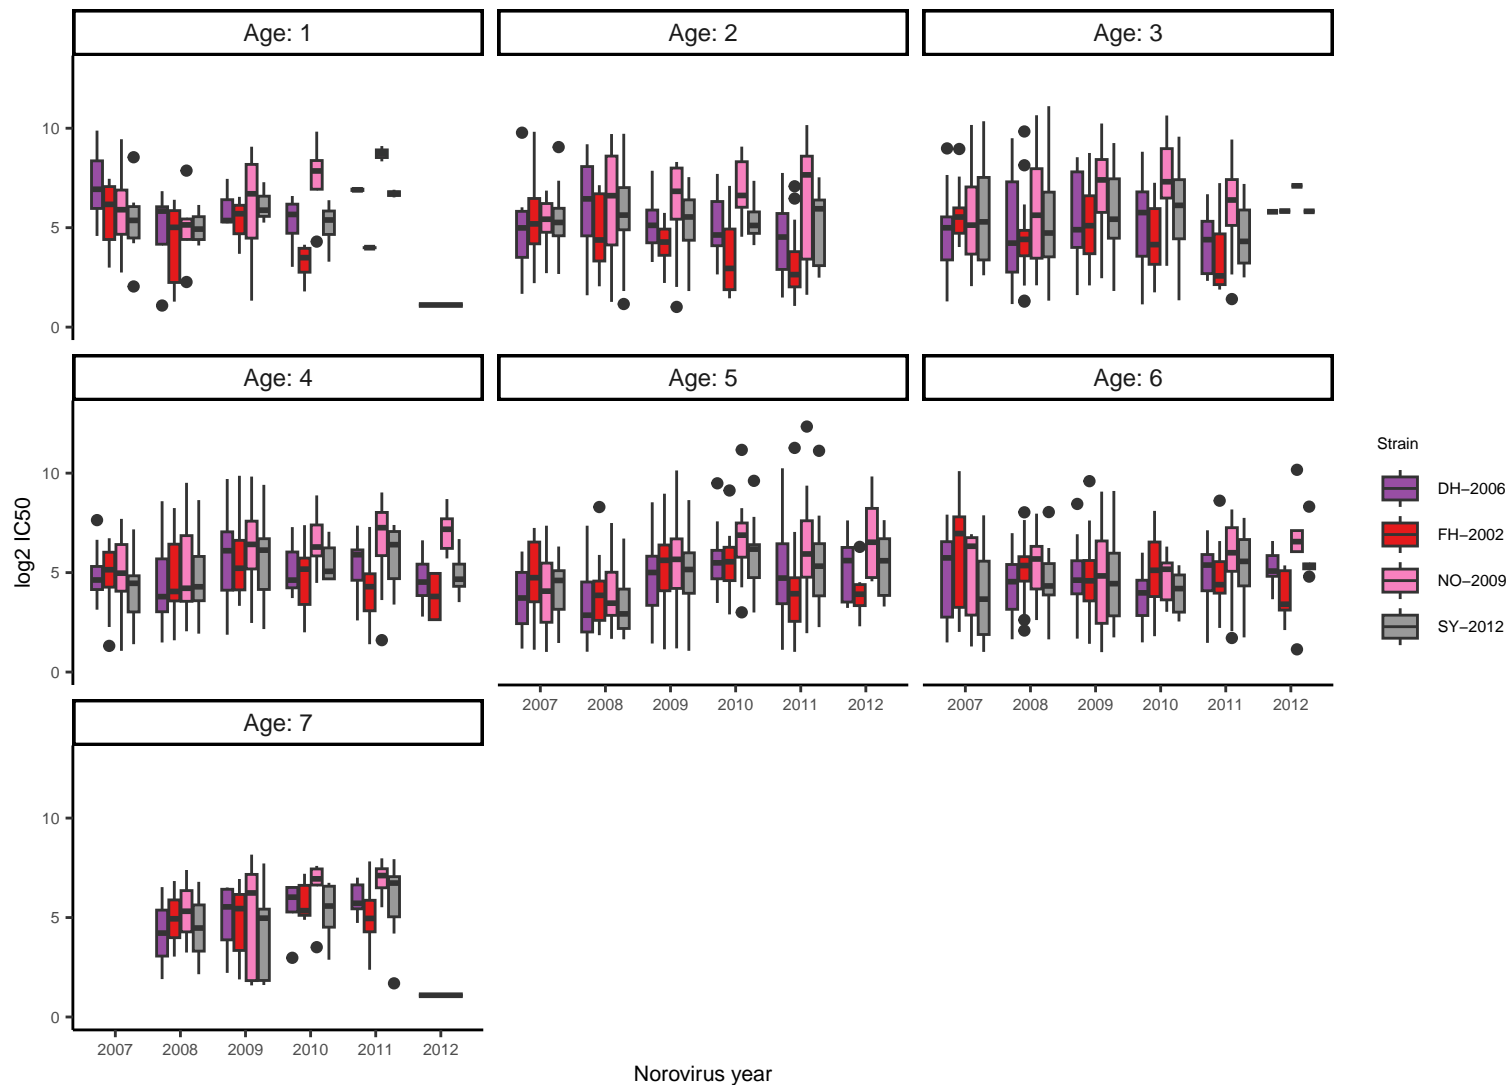 Age: 1
Age: 2
Age: 3
10
5
0
Age: 4
Age: 5
Age: 6
10
5
0
2007 2008 2009 2010 2011 2012
2007 2008 2009 2010 2011 2012
Age: 7
10
5
0
2007 2008 2009 2010 2011 2012
log2 IC50
Norovirus year
Strain
DH−2006
FH−2002
NO−2009
SY−2012